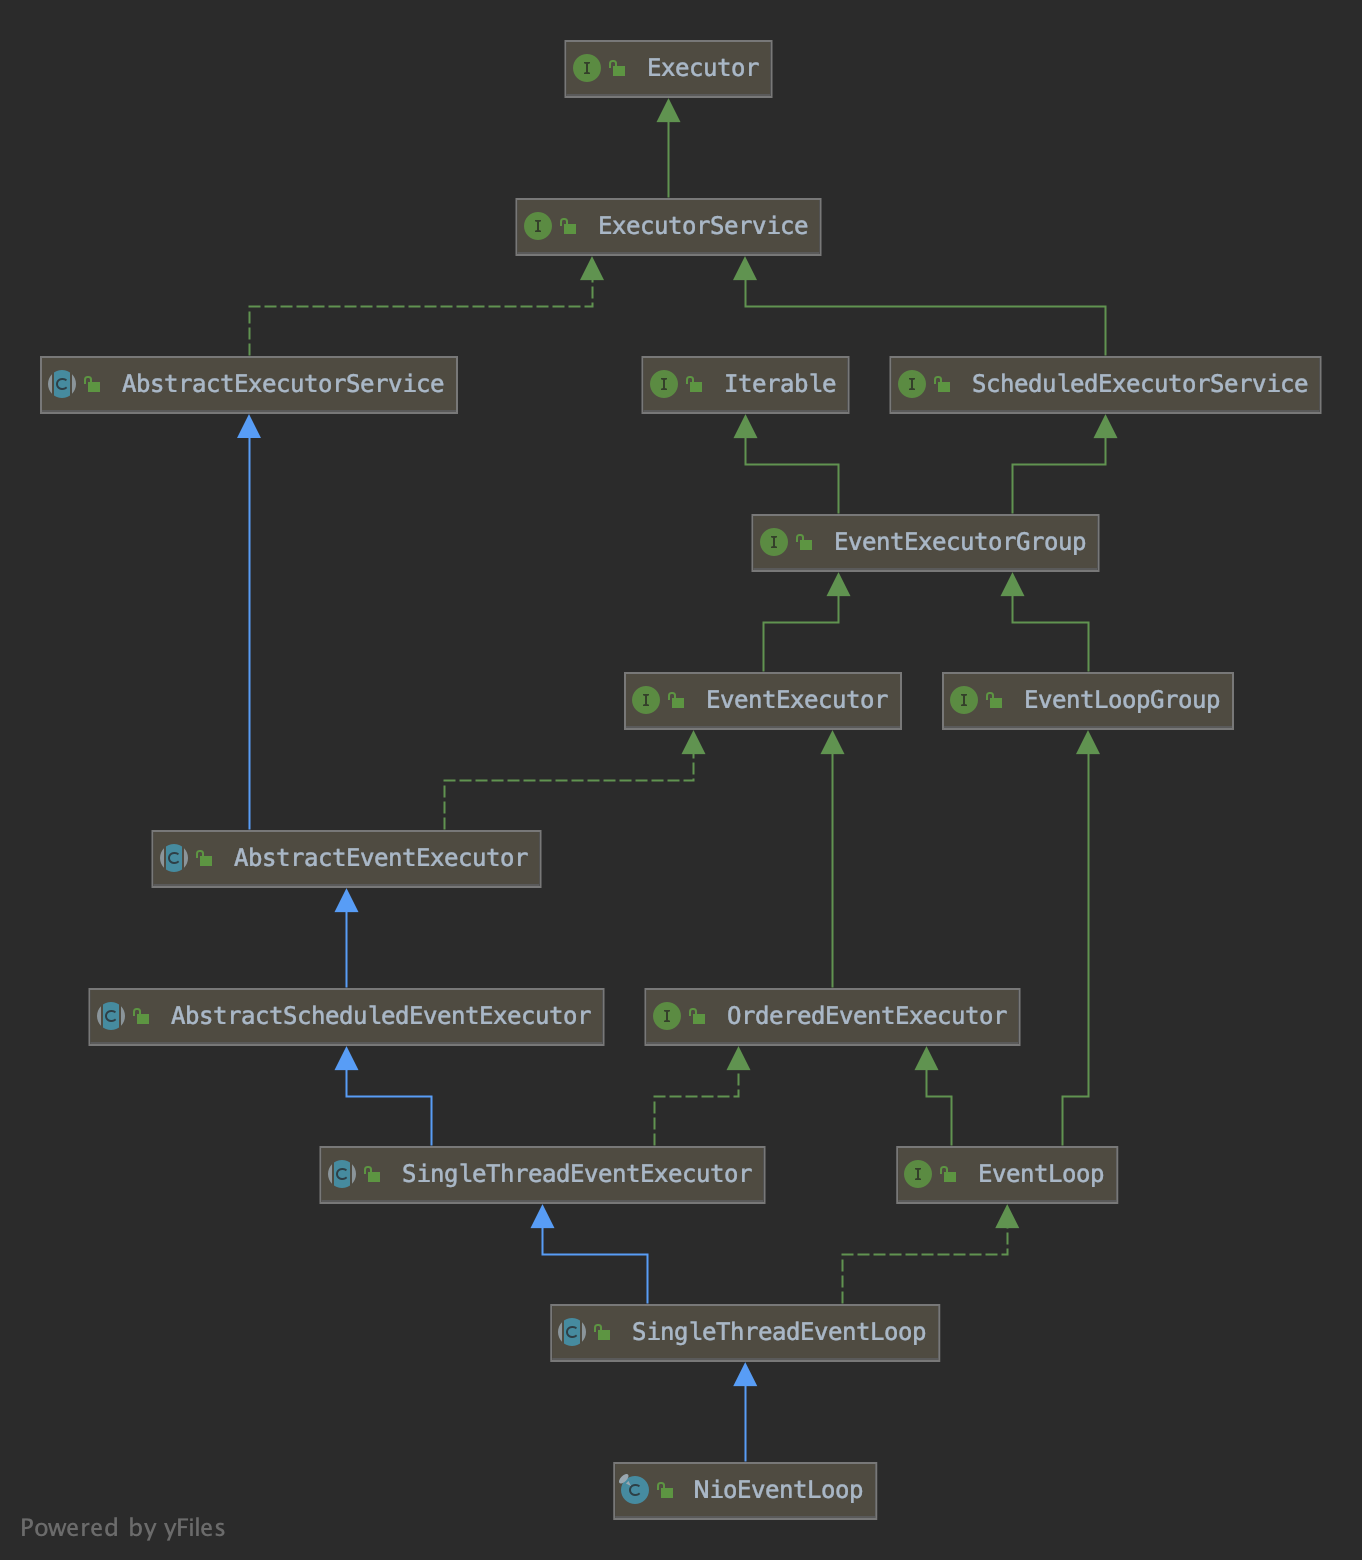 Executor
ExecutorService
AbstractExecutorService
Iterable
ScheduledExecutorService
EventExecutorGroup
EventExecutor
EventLoopGroup
AbstractEventExecutor
AbstractScheduledEventExecutor
OrderedEventExecutor
SingleThreadEventExecutor
EventLoop
SingleThreadEventLoop
NioEventLoop
Powered by yFiles